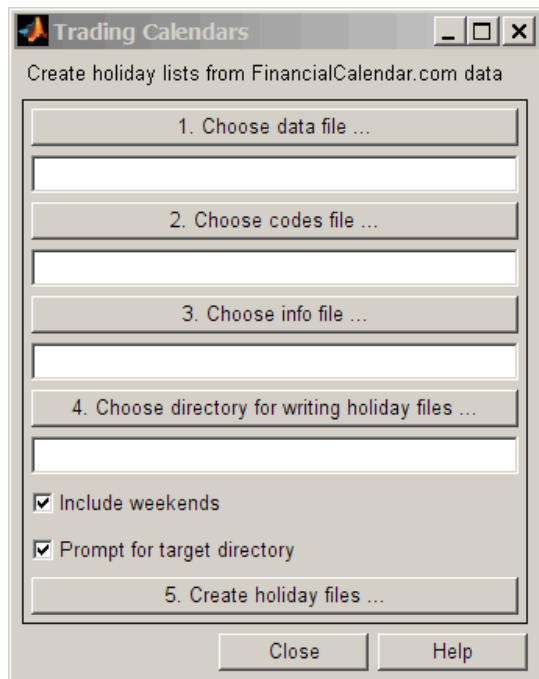 Trading Calendars
Create holiday lists from FinancialCalendar.com data
1. Choose data file ...
2. Choose codes file ...
3. Choose info file ...
4. Choose directory for writing holiday files ...
Include weekends
Prompt for target directory
5. Create holiday files ...
Close Help